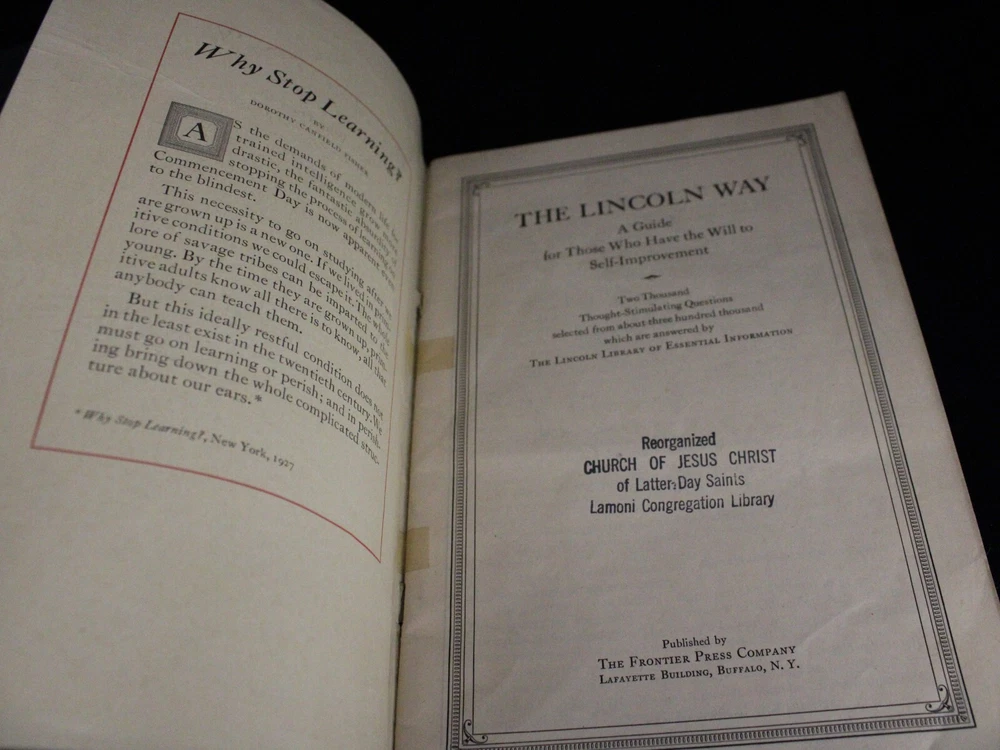 Why Stop Learning?
BY
DOROTHY CANFIELD FISHER
AS the demands of modern life for
trained intelligence grow more
drastic, the fantastic absurdity of
stopping the process of learning on
Commencement Day is now apparent even
to the blindest.
This necessity to go on studying after we
are grown up is a new one. If we lived in prim-
itive conditions we could escape it. The whole
lore of savage tribes can be imparted to the
young. By the time they are grown up, prim-
itive adults know all there is to know, all that
anybody can teach them.
But this ideally restful condition does not
in the least exist in the twentieth century. We
must go on learning or perish; and in perish-
ing bring down the whole complicated struc-
ture about our ears.*
*Why Stop Learning?, New York, 1927
THE LINCOLN WAY
A Guide
for Those Who Have the Will to
Self-Improvement
Two Thousand
Thought-Stimulating Questions
selected from about three hundred thousand
which are answered by
THE LINCOLN LIBRARY OF ESSENTIAL INFORMATION
Reorganized
CHURCH OF JESUS CHRIST
of Latter-Day Saints
Lamoni Congregation Library
Published by
THE FRONTIER PRESS COMPANY
LAFAYETTE BUILDING, BUFFALO, N. Y.